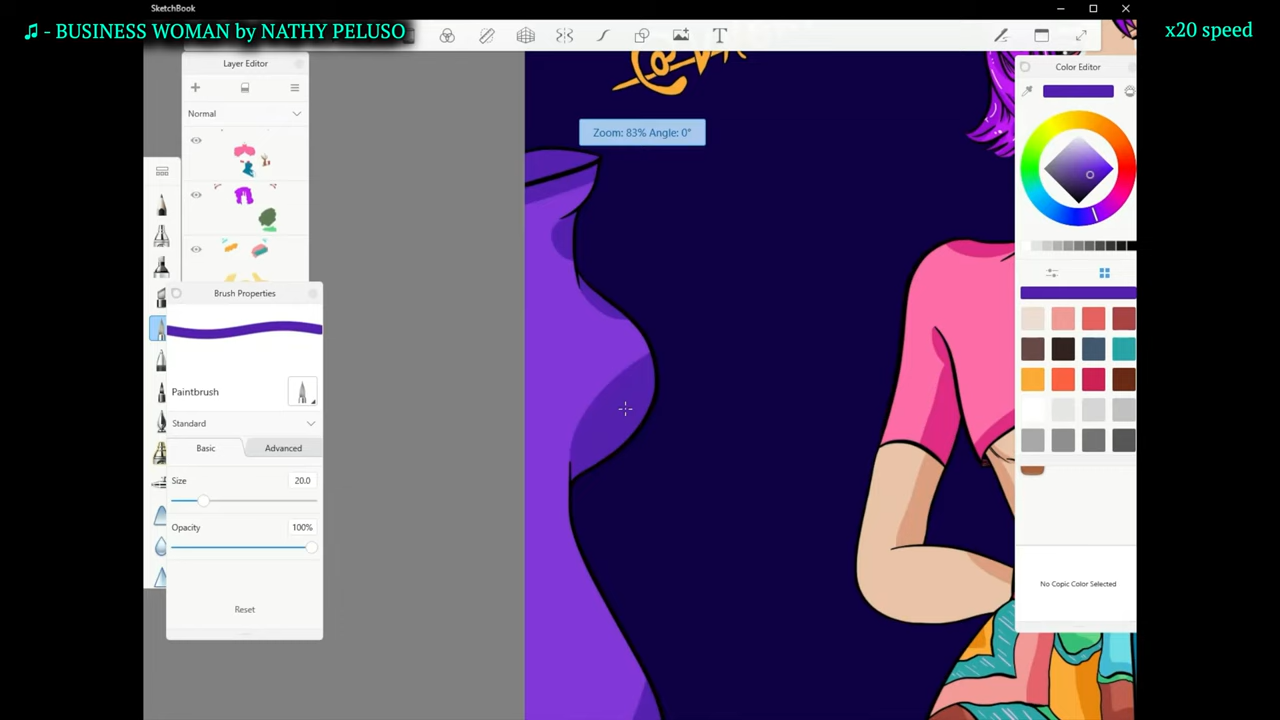 SketchBook
♫ - BUSINESS WOMAN by NATHY PELUSO
x20 speed
Layer Editor
Color Editor
Normal
Zoom: 83% Angle: 0°
Brush Properties
Paintbrush
Standard
Basic
Advanced
Size
20.0
Opacity
100%
No Copic Color Selected
Reset